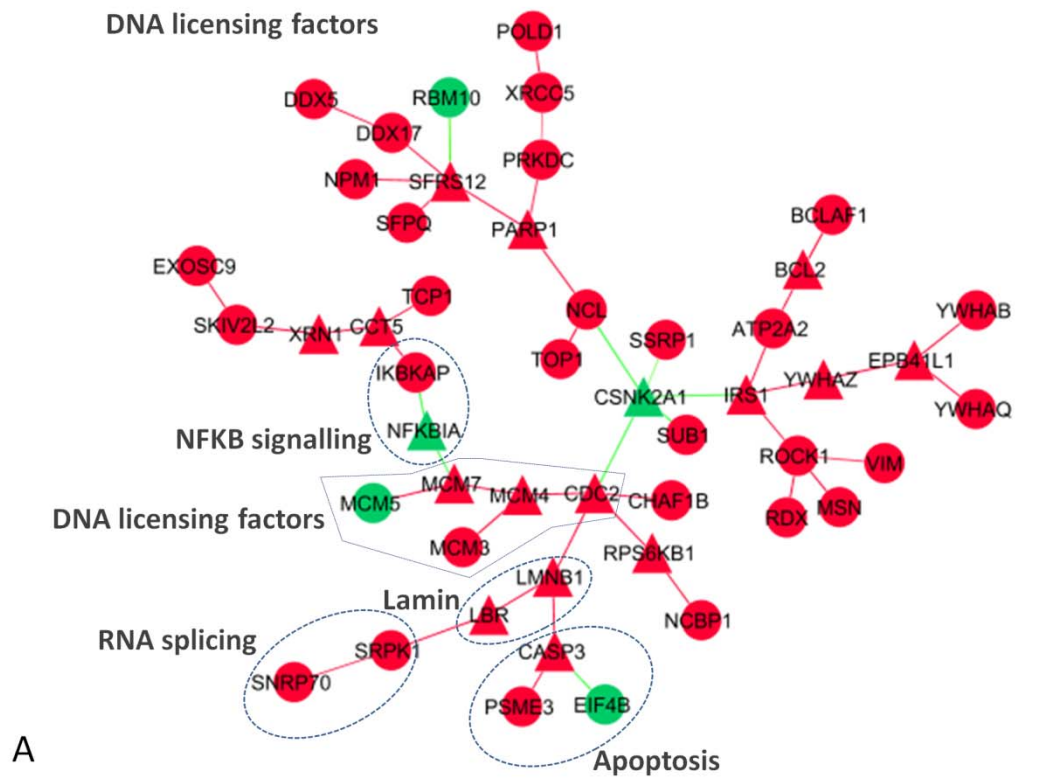 DNA licensing factors
POLD1
DDX5
RBM10
XRCC5
DDX17
PRKDC
NPM1
SFRS12
SFPQ
PARP1
BCLAF1
EXOSC9
BCL2
TCP1
NCL
YWHAB
SKIV2L2
XRN1
CCT5
SSRP1
ATP2A2
TOP1
EPB41L1
IKBKAP
YWHAZ
CSNK2A1
IRS1
YWHAQ
NFKBIA
NFKB signalling
SUB1
ROCK1
VIM
MCM7
MCM4
CDC2
CHAF1B
MCM5
DNA licensing factors
RDX
MSN
MCM3
RPS6KB1
LMNB1
Lamin
LBR
NCBP1
RNA splicing
SRPK1
CASP3
SNRP70
PSME3
EIF4B
A
Apoptosis